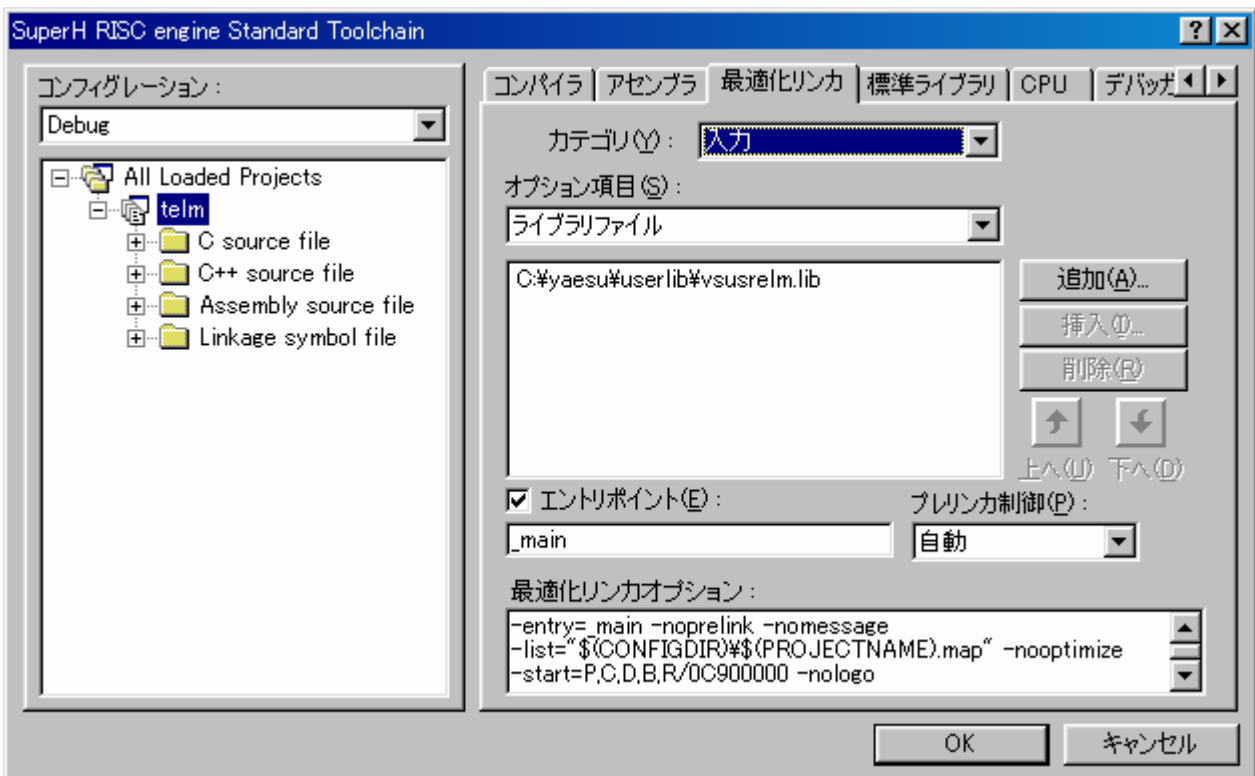 SuperH RISC engine Standard Toolchain
コンフィグレーション :
Debug
All Loaded Projects
telm
C source file
C++ source file
Assembly source file
Linkage symbol file
コンパイラ アセンブラ 最適化リンカ 標準ライブラリ CPU デバッガ
カテゴリ(Y) : 入力
オプション項目(S) :
ライブラリファイル
C:¥yaesu¥userlib¥vsusrelm.lib
追加(A)...
挿入(I)...
削除(R)
上へ(U) 下へ(D)
エントリポイント(E) :
_main
プレリンカ制御(P) :
自動
最適化リンカオプション :
-entry=_main -noprelink -nomessage
-list="$(CONFIGDIR)¥$(PROJECTNAME).map" -nooptimize
-start=P,C,D,B,R/0C900000 -nologo
OK キャンセル